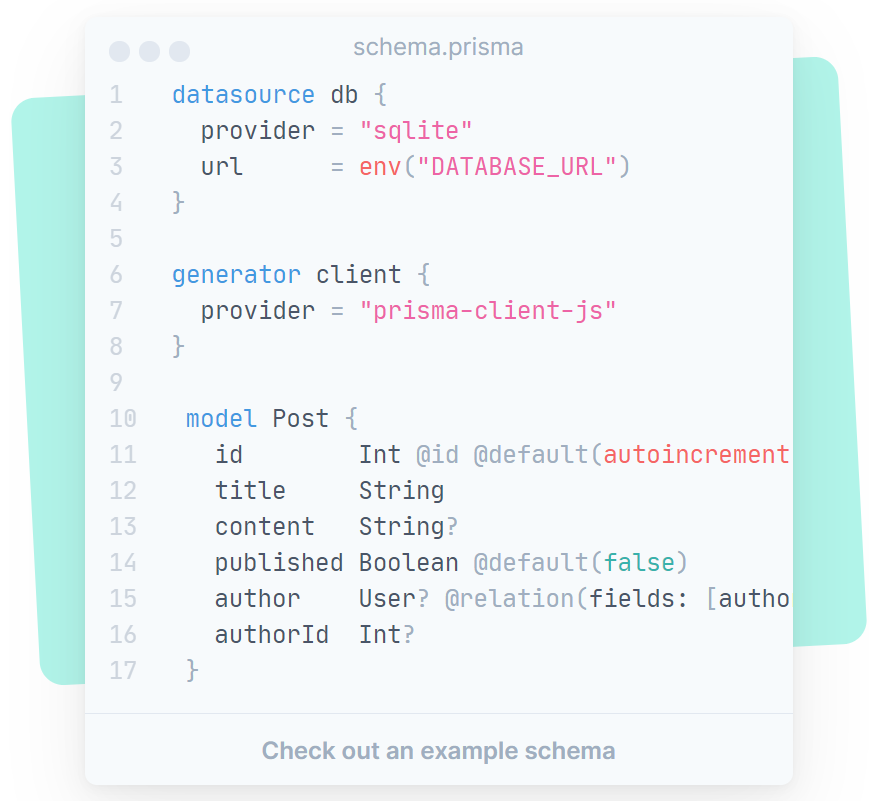 schema.prisma
1 datasource db {
2 provider = "sqlite"
3 url = env("DATABASE_URL")
4 }
5
6 generator client {
7 provider = "prisma-client-js"
8 }
9
10 model Post {
11 id Int @id @default(autoincrement
12 title String
13 content String?
14 published Boolean @default(false)
15 author User? @relation(fields: [autho
16 authorId Int?
17 }
Check out an example schema